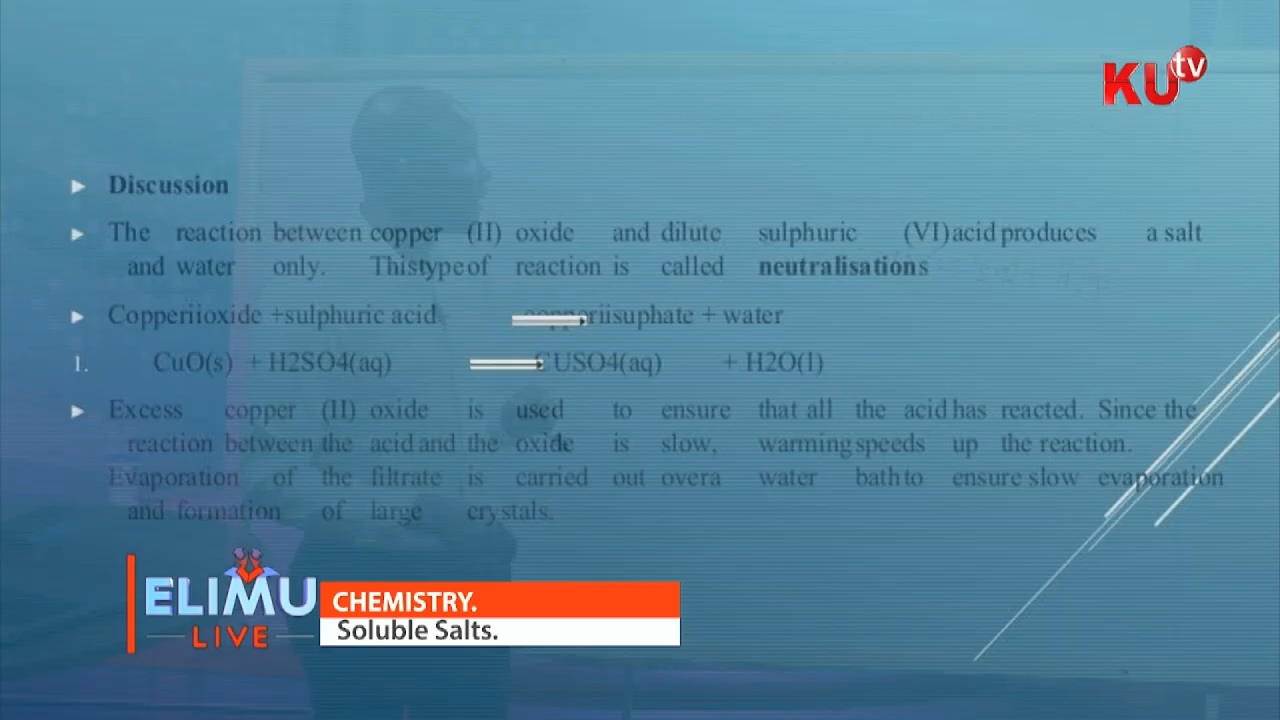 KU tv
Discussion
The reaction between copper (II) oxide and dilute sulphuric (VI)acid produces a salt
and water only. Thistypeof reaction is called neutralisations
Copperiioxide +sulphuric acid copperiisuphate + water
1. CuO(s) + H2SO4(aq) CUSO4(aq) + H2O(l)
Excess copper (II) oxide is used to ensure that all the acid has reacted. Since the
reaction between the acid and the oxide is slow, warming speeds up the reaction.
Evaporation of the filtrate is carried out overa water bath to ensure slow evaporation
and formation of large crystals.
ELIMU
LIVE
CHEMISTRY.
Soluble Salts.